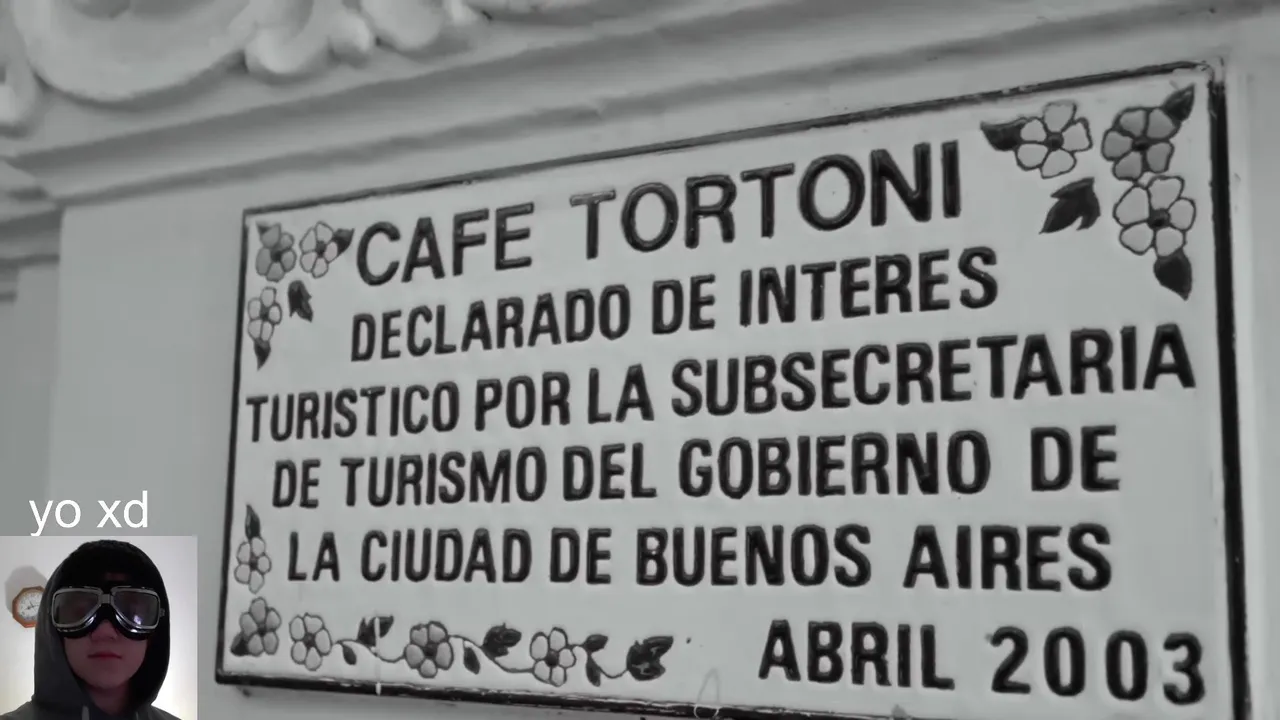 CAFE TORTONI
DECLARADO DE INTERES
TURISTICO POR LA SUBSECRETARIA
DE TURISMO DEL GOBIERNO DE
LA CIUDAD DE BUENOS AIRES
ABRIL 2003
yo xd